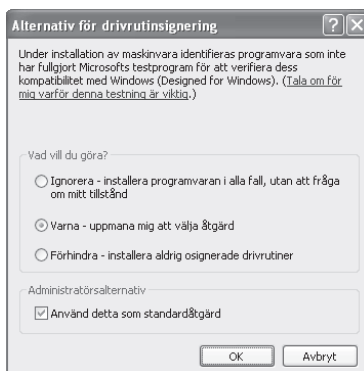 Alternativ för drivrutinsignering
Under installation av maskinvara identifieras programvara som inte
har fullgjort Microsofts testprogram för att verifiera dess
kompatibilitet med Windows (Designed for Windows). (Tala om för
mig varför denna testning är viktig.)
Vad vill du göra?
Ignorera - installera programvaran i alla fall, utan att fråga
om mitt tillstånd
Varna - uppmana mig att välja åtgärd
Förhindra - installera aldrig osignerade drivrutiner
Administratörsalternativ
Använd detta som standardåtgärd
OK Avbryt